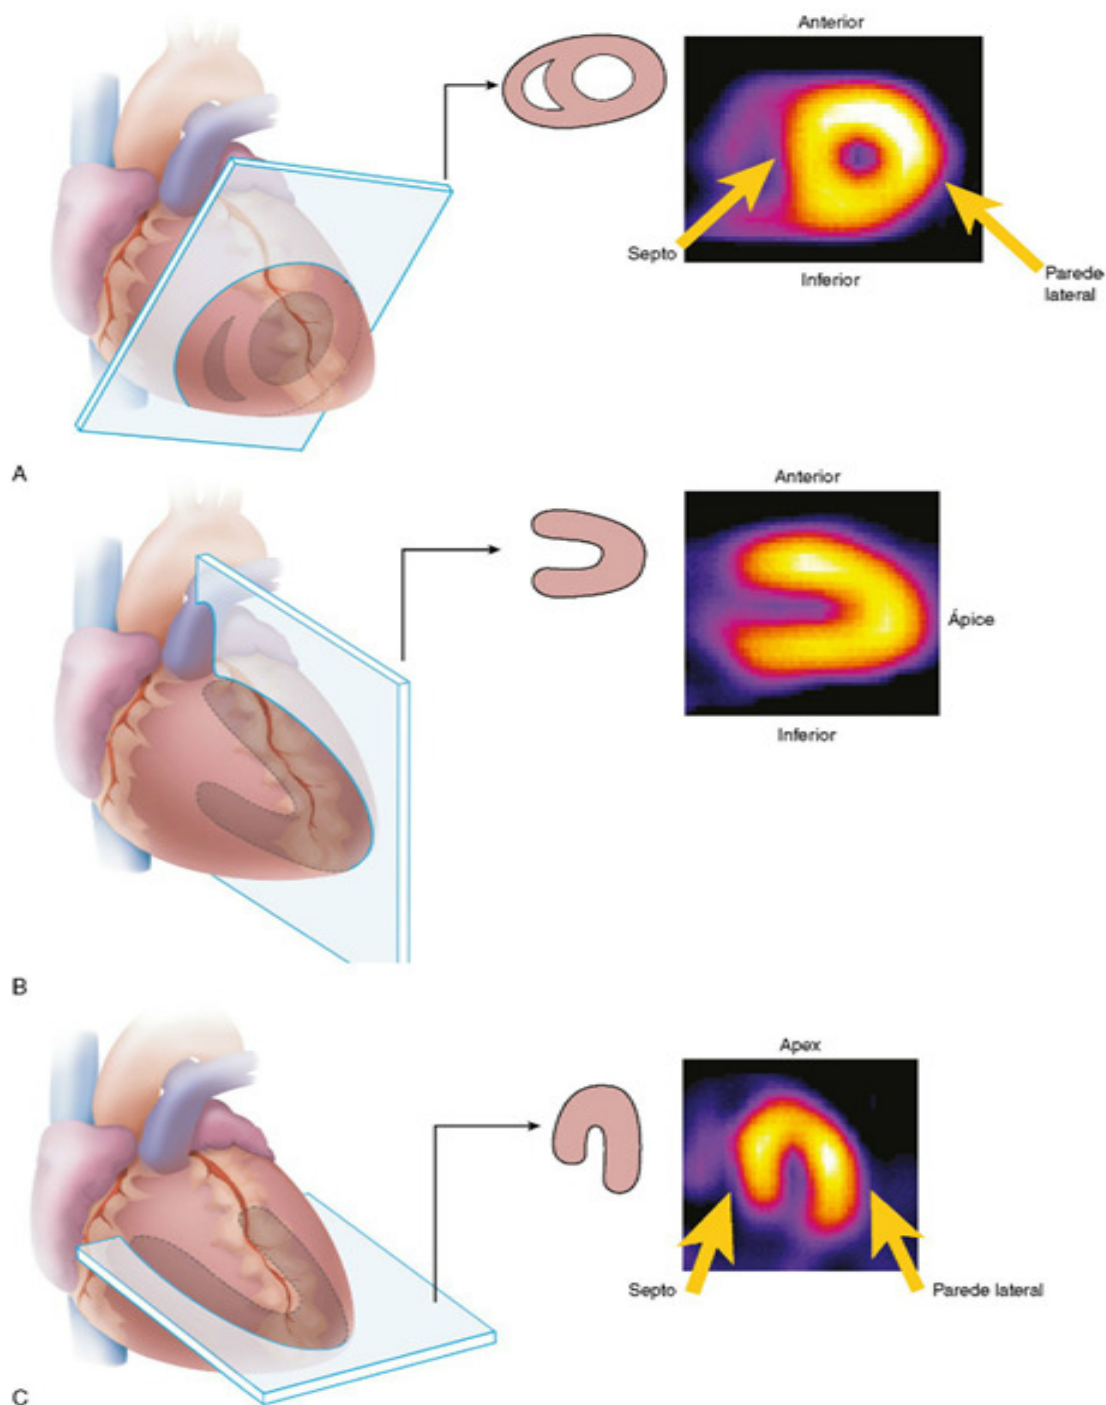 Anterior
Septo
Inferior
Parede
lateral
A
Anterior
Ápice
Inferior
B
Apex
Septo
Parede lateral
C